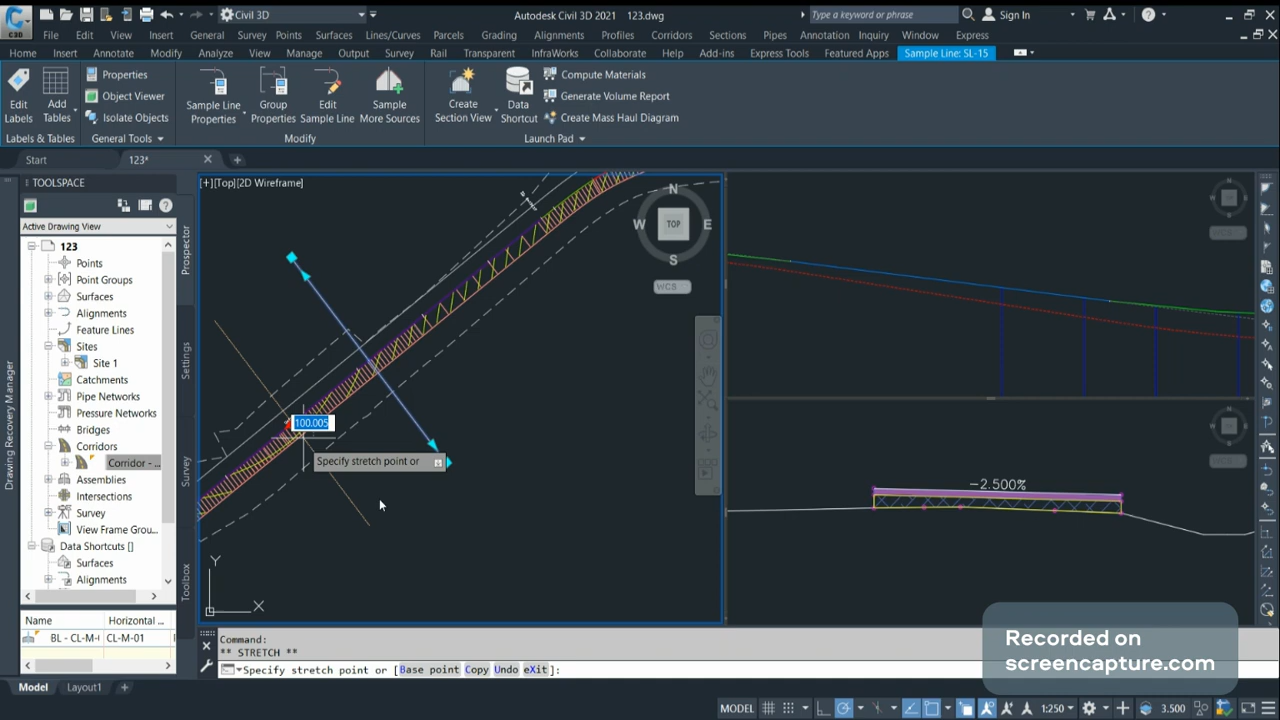 Civil 3D
Autodesk Civil 3D 2021 123.dwg
Type a keyword or phrase
Sign In
C3D
File Edit View Insert General Survey Points Surfaces Lines/Curves Parcels Grading Alignments Profiles Corridors Sections Pipes Annotation Inquiry Window Express
Home Insert Annotate Modify Analyze View Manage Output Survey Rail Transparent InfraWorks Collaborate Help Add-ins Express Tools Featured Apps Sample Line: SL-15
Edit Labels
Add Tables
Properties
Object Viewer
Isolate Objects
Sample Line Properties
Group Properties
Edit Sample Line
Sample More Sources
Create Section View
Data Shortcut
Compute Materials
Generate Volume Report
Create Mass Haul Diagram
Labels & Tables General Tools Modify Launch Pad
Start 123*
TOOLSPACE
Active Drawing View
123
Points
Point Groups
Surfaces
Alignments
Feature Lines
Sites
Site 1
Catchments
Pipe Networks
Pressure Networks
Bridges
Corridors
Corridor - ...
Assemblies
Intersections
Survey
View Frame Grou...
Data Shortcuts []
Surfaces
Alignments
Name Horizontal
BL - CL-M-( CL-M-01
Prospector
Settings
Survey
Toolbox
Drawing Recovery Manager
[+][Top][2D Wireframe]
N
W TOP E
S
WCS
100.005
Specify stretch point or
Y
X
-2.500%
Command:
** STRETCH **
Specify stretch point or [Base point Copy Undo eXit]:
Model Layout1
MODEL
1:250
3.500
Recorded on
screencapture.com